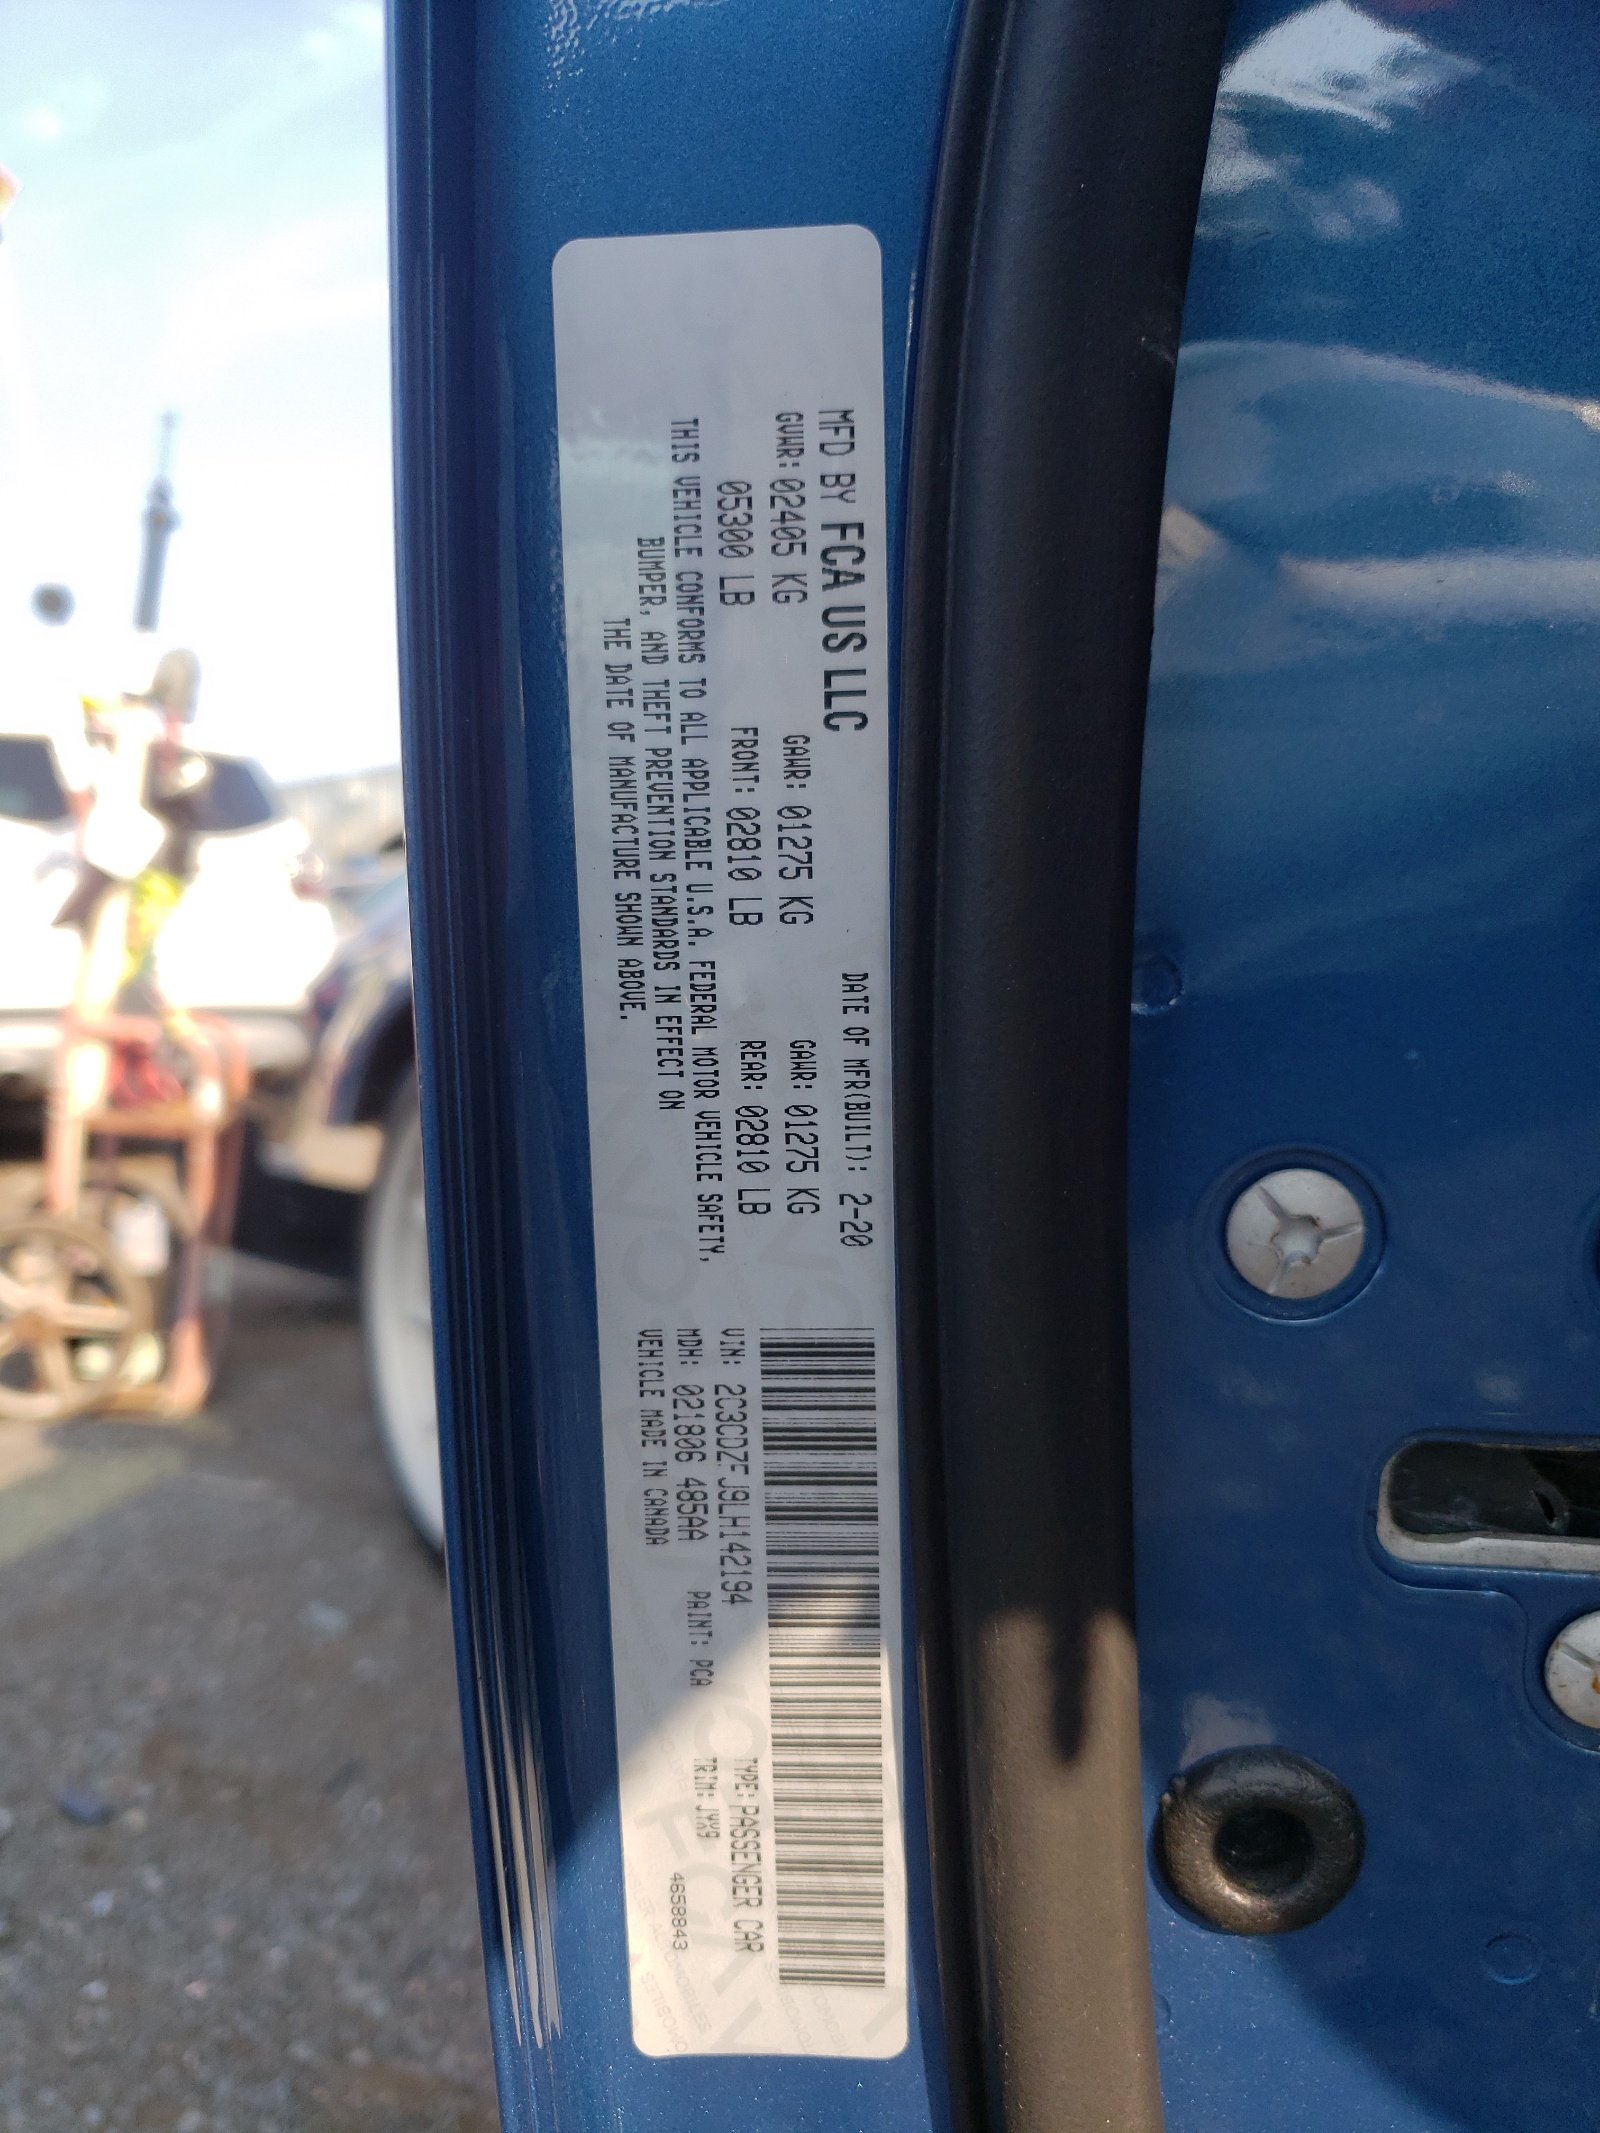 MFD BY FCA US LLC
DATE OF MFR(BUILT): 2-20
GVWR: 02405 KG
GAWR: 01275 KG
GAWR: 01275 KG
05300 LB
FRONT: 02810 LB
REAR: 02810 LB
THIS VEHICLE CONFORMS TO ALL APPLICABLE U.S.A. FEDERAL MOTOR VEHICLE SAFETY,
BUMPER, AND THEFT PREVENTION STANDARDS IN EFFECT ON
THE DATE OF MANUFACTURE SHOWN ABOVE.
VIN: 2C3CDZFJ9LH142194
TYPE: PASSENGER CAR
MDH: 021806 485AA
PAINT: PCA
TRIM: JYX9
VEHICLE MADE IN CANADA
4658843